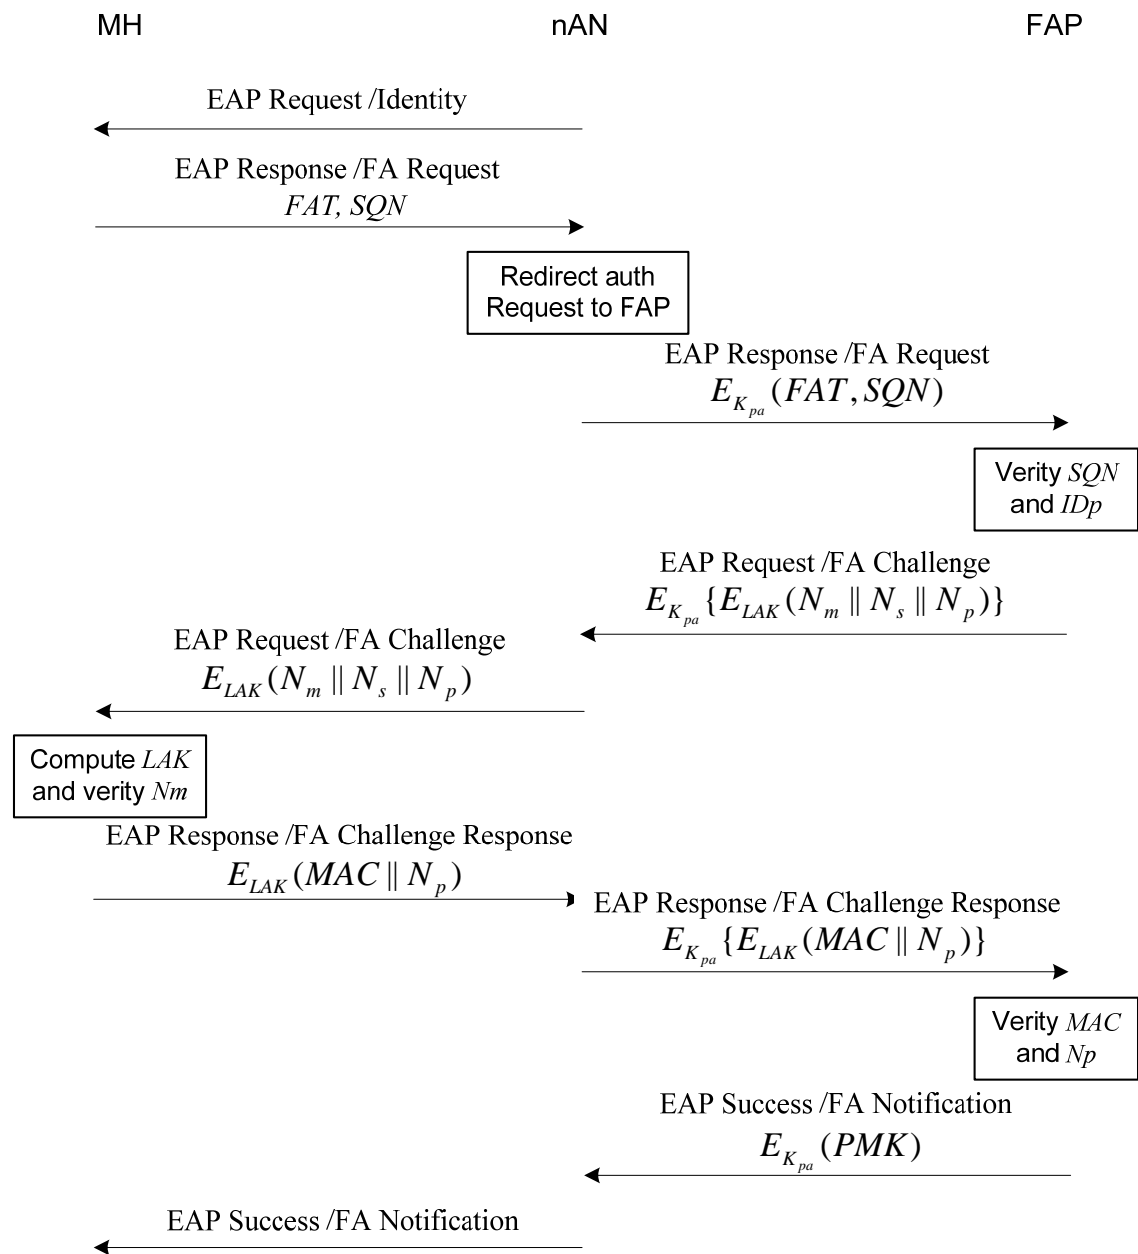 MH nAN FAP
EAP Request /Identity
EAP Response /FA Request
FAT, SQN
Redirect auth
Request to FAP
EAP Response /FA Request
E_{K_{pa}}(FAT, SQN)
Verity SQN
and IDp
EAP Request /FA Challenge
E_{K_{pa}}{E_{LAK}(N_m || N_s || N_p)}
EAP Request /FA Challenge
E_{LAK}(N_m || N_s || N_p)
Compute LAK
and verity Nm
EAP Response /FA Challenge Response
E_{LAK}(MAC || N_p)
EAP Response /FA Challenge Response
E_{K_{pa}}{E_{LAK}(MAC || N_p)}
Verity MAC
and Np
EAP Success /FA Notification
E_{K_{pa}}(PMK)
EAP Success /FA Notification